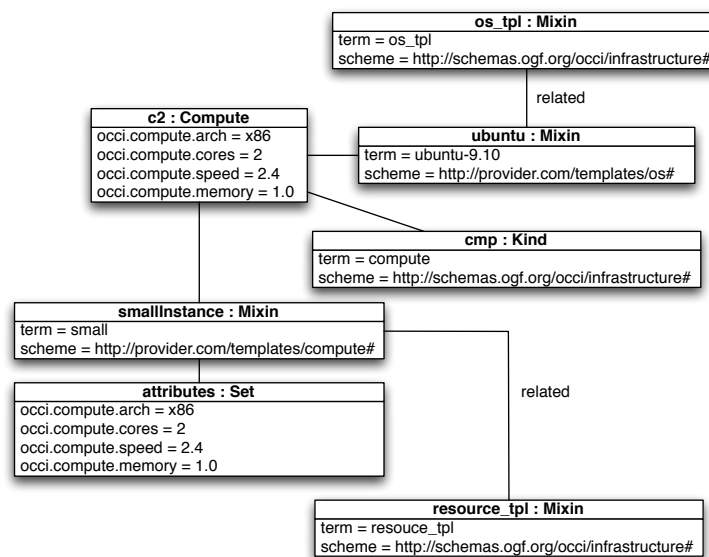 os_tpl : Mixin
term = os_tpl
scheme = http://schemas.ogf.org/occi/infrastructure#
related
c2 : Compute
occi.compute.arch = x86
occi.compute.cores = 2
occi.compute.speed = 2.4
occi.compute.memory = 1.0
ubuntu : Mixin
term = ubuntu-9.10
scheme = http://provider.com/templates/os#
cmp : Kind
term = compute
scheme = http://schemas.ogf.org/occi/infrastructure#
smallInstance : Mixin
term = small
scheme = http://provider.com/templates/compute#
attributes : Set
occi.compute.arch = x86
occi.compute.cores = 2
occi.compute.speed = 2.4
occi.compute.memory = 1.0
related
resource_tpl : Mixin
term = resouce_tpl
scheme = http://schemas.ogf.org/occi/infrastructure#